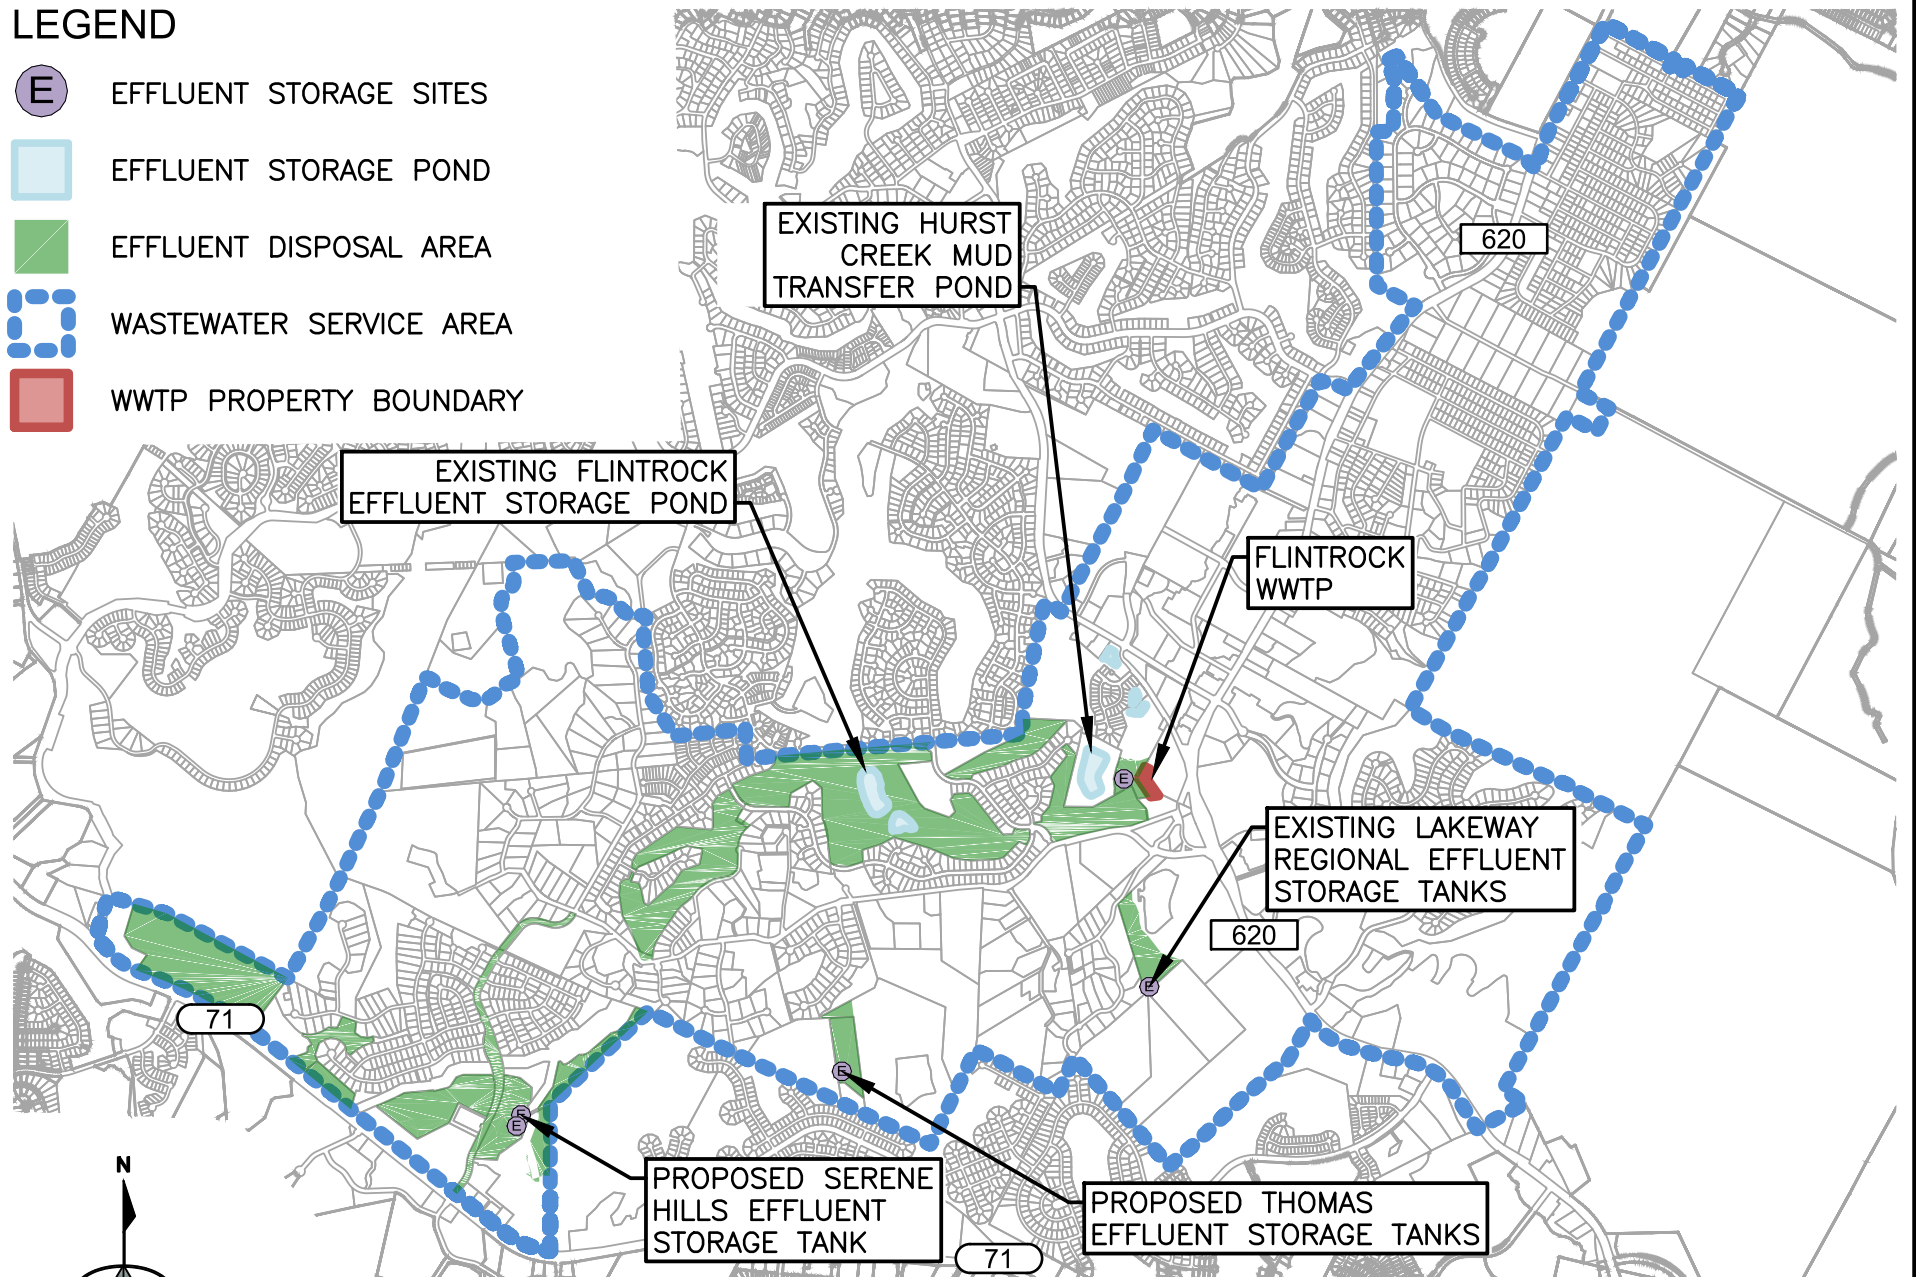 LEGEND
E
EFFLUENT STORAGE SITES
EFFLUENT STORAGE POND
EFFLUENT DISPOSAL AREA
WASTEWATER SERVICE AREA
WWTP PROPERTY BOUNDARY
EXISTING HURST
CREEK MUD
TRANSFER POND
620
EXISTING FLINTROCK
EFFLUENT STORAGE POND
FLINTROCK
WWTP
E
EXISTING LAKEWAY
REGIONAL EFFLUENT
STORAGE TANKS
620
E
71
E
E
E
N
PROPOSED SERENE
HILLS EFFLUENT
STORAGE TANK
PROPOSED THOMAS
EFFLUENT STORAGE TANKS
71